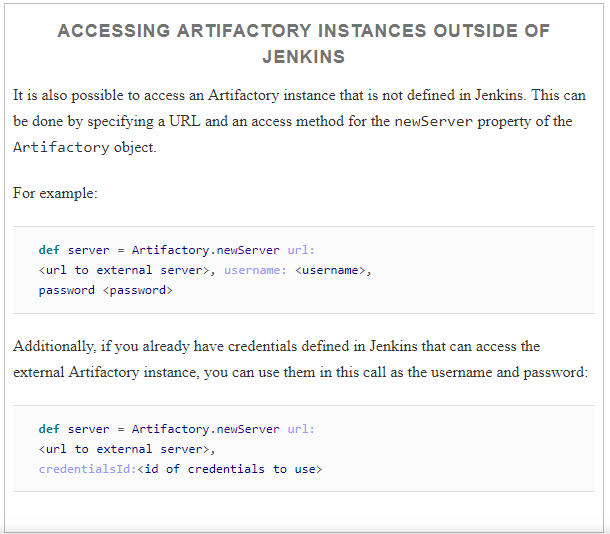 ACCESSING ARTIFACTORY INSTANCES OUTSIDE OF
JENKINS
It is also possible to access an Artifactory instance that is not defined in Jenkins. This can
be done by specifying a URL and an access method for the newServer property of the
Artifactory object.
For example:
def server = Artifactory.newServer url:
<url to external server>, username: <username>,
password <password>
Additionally, if you already have credentials defined in Jenkins that can access the
external Artifactory instance, you can use them in this call as the username and password:
def server = Artifactory.newServer url:
<url to external server>,
credentialsId:<id of credentials to use>